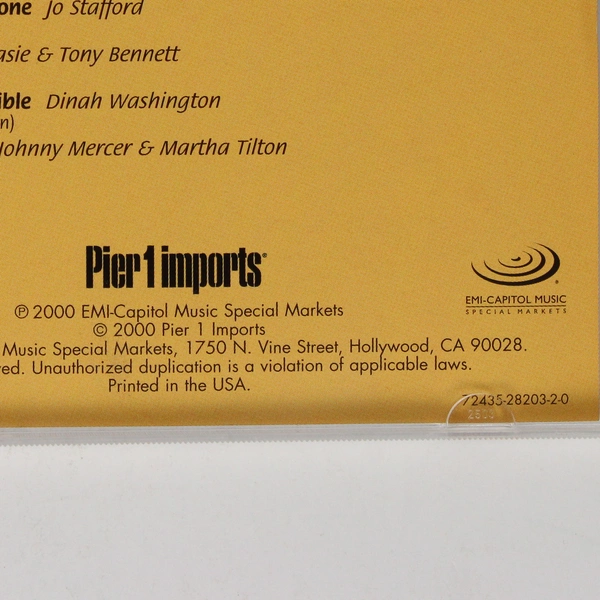 one Jo Stafford
asie & Tony Bennett
ible Dinah Washington
n)
Johnny Mercer & Martha Tilton
Pier 1 imports®
℗ 2000 EMI-Capitol Music Special Markets
© 2000 Pier 1 Imports
Music Special Markets, 1750 N. Vine Street, Hollywood, CA 90028.
ved. Unauthorized duplication is a violation of applicable laws.
Printed in the USA.
EMI-CAPITOL MUSIC
SPECIAL MARKETS
72435-28203-2-0